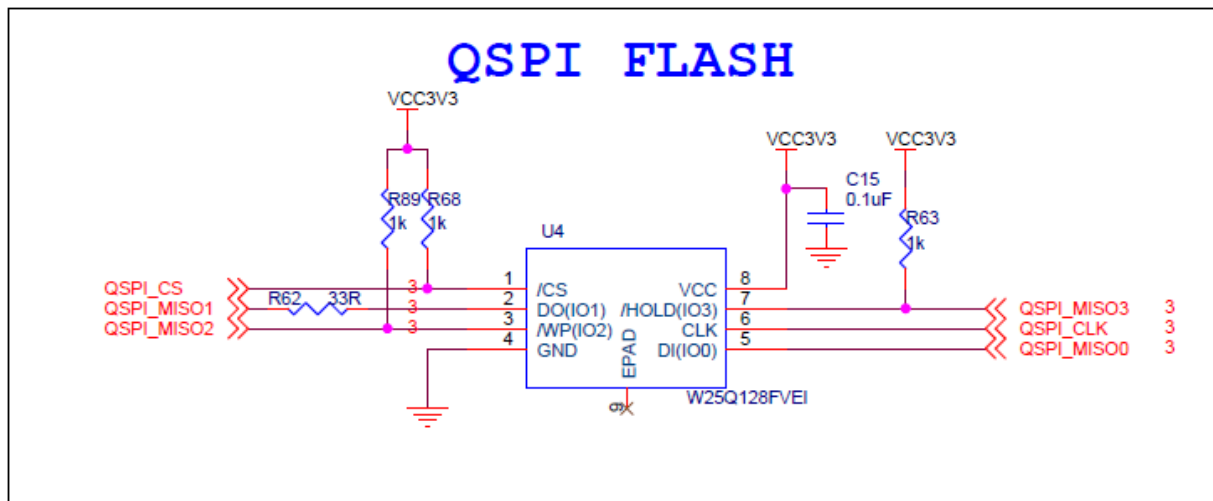 QSPI FLASH
VCC3V3
VCC3V3 VCC3V3
R89 R68
1k 1k
C15
0.1uF
R63
1k
U4
QSPI_CS 3 1 /CS VCC 8
QSPI_MISO1 R62 33R 3 2 DO(IO1) /HOLD(IO3) 7 QSPI_MISO3 3
QSPI_MISO2 3 3 /WP(IO2) CLK 6 QSPI_CLK 3
4 GND DI(IO0) 5 QSPI_MISO0 3
EPAD
9
W25Q128FVEI